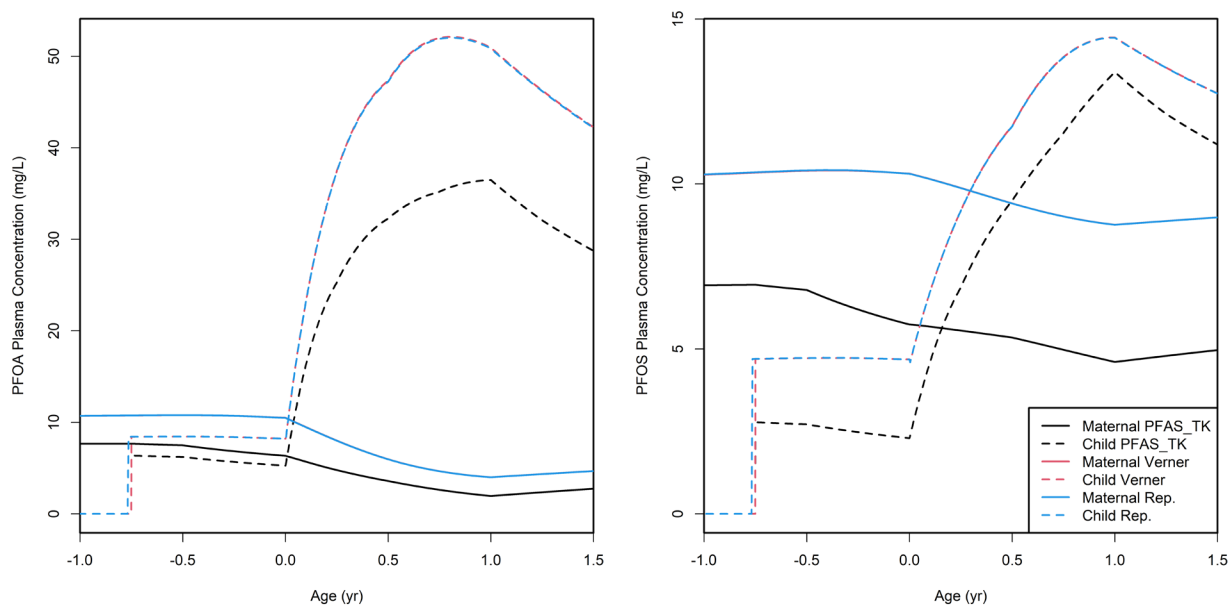 PFOA Plasma Concentration (mg/L)
50
40
30
20
10
0
-1.0 -0.5 0.0 0.5 1.0 1.5
Age (yr)
PFOS Plasma Concentration (mg/L)
15
10
5
0
-1.0 -0.5 0.0 0.5 1.0 1.5
Age (yr)
Maternal PFAS_TK
Child PFAS_TK
Maternal Verner
Child Verner
Maternal Rep.
Child Rep.